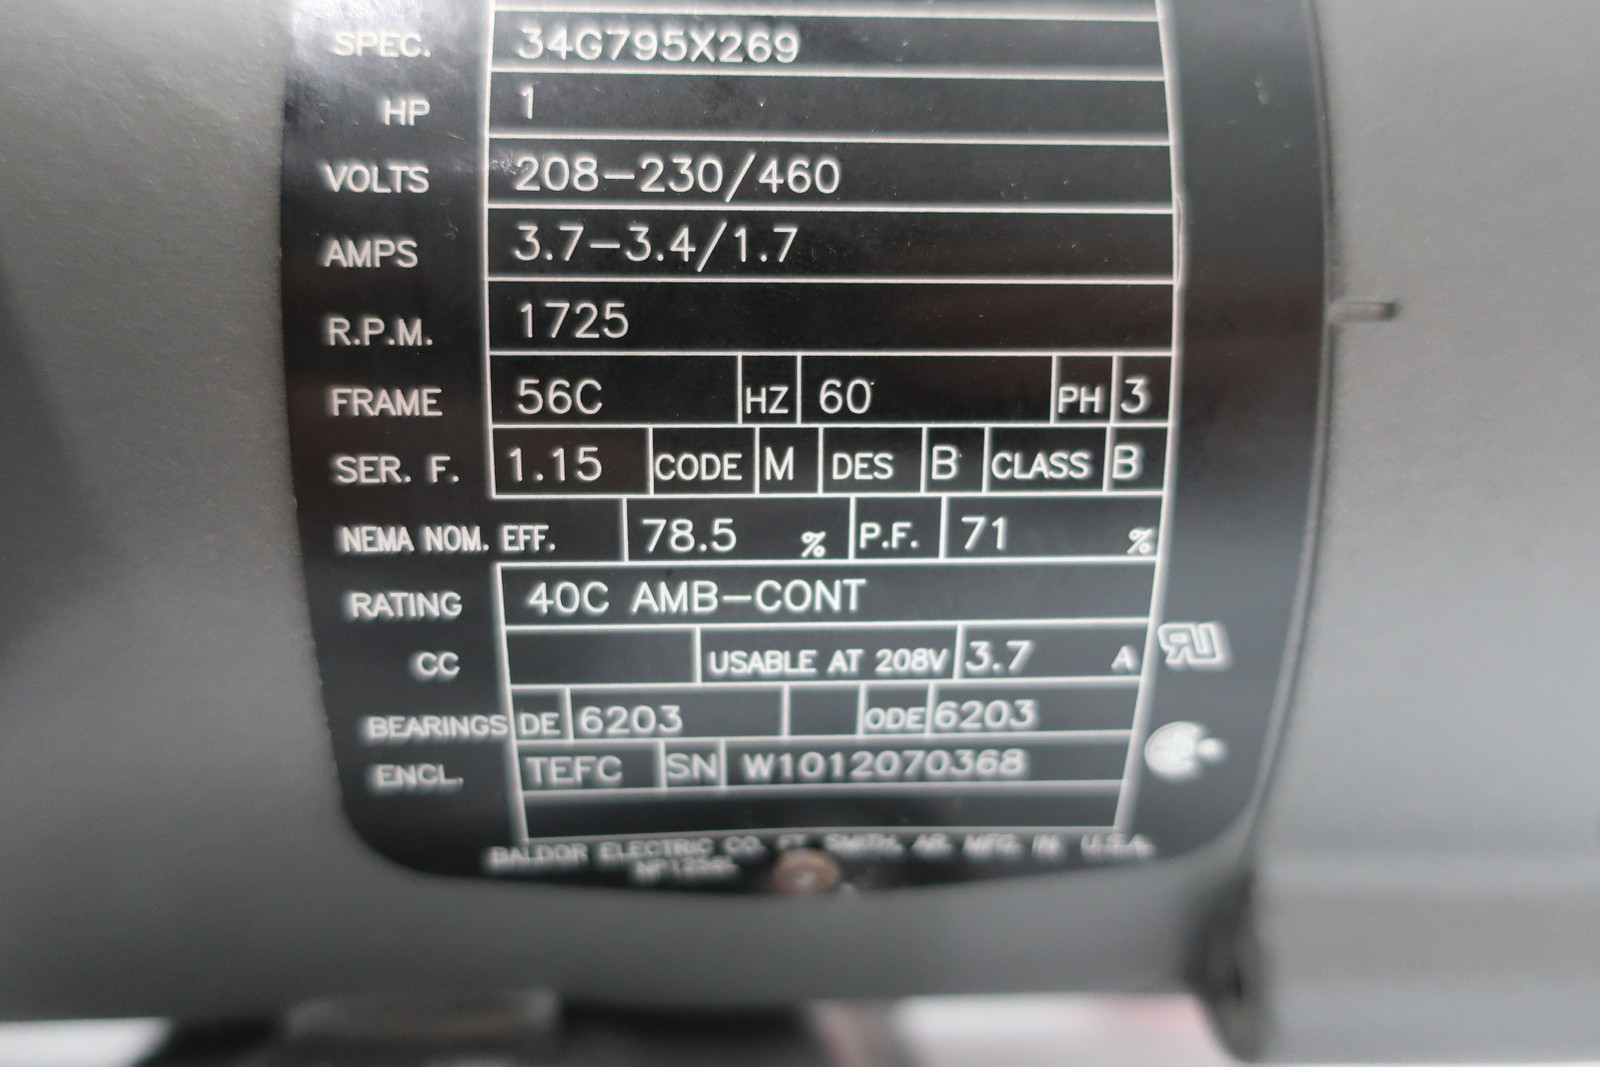 SPEC. 34G795X269
HP 1
VOLTS 208-230/460
AMPS 3.7-3.4/1.7
R.P.M. 1725
FRAME 56C HZ 60 PH 3
SER. F. 1.15 CODE M DES B CLASS B
NEMA NOM. EFF. 78.5 % P.F. 71 %
RATING 40C AMB-CONT
CC USABLE AT 208V 3.7 A
BEARINGS DE 6203 ODE 6203
ENCL. TEFC SN W1012070368
BALDOR ELECTRIC CO. FT. SMITH, AR. MFG. IN U.S.A.